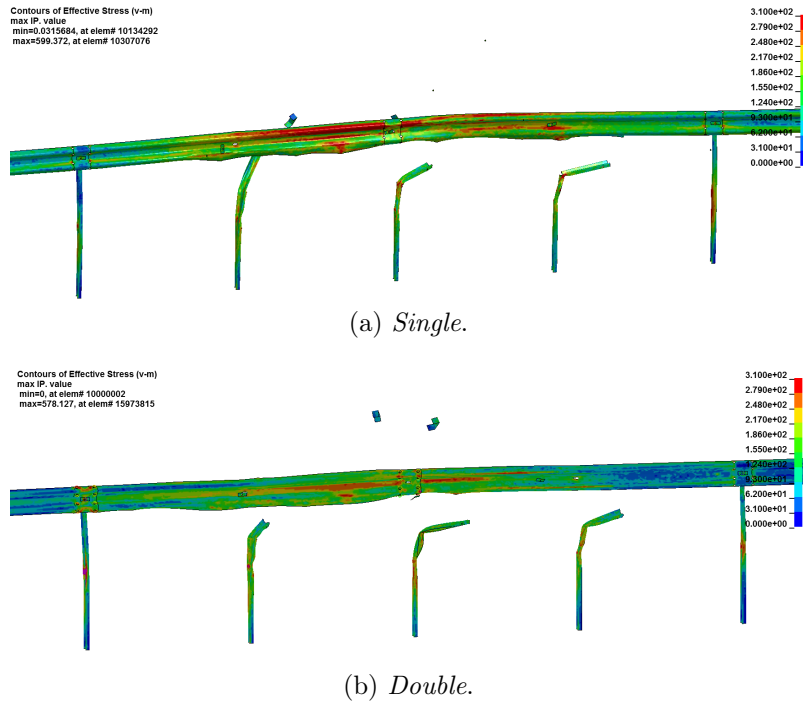 Contours of Effective Stress (v-m)
max IP. value
min=0.0315684, at elem# 10134292
max=599.372, at elem# 10307076
3.100e+02
2.790e+02
2.480e+02
2.170e+02
1.860e+02
1.550e+02
1.240e+02
9.300e+01
6.200e+01
3.100e+01
0.000e+00
(a) Single.
Contours of Effective Stress (v-m)
max IP. value
min=0, at elem# 10000002
max=578.127, at elem# 15973815
3.100e+02
2.790e+02
2.480e+02
2.170e+02
1.860e+02
1.550e+02
1.240e+02
9.300e+01
6.200e+01
3.100e+01
0.000e+00
(b) Double.